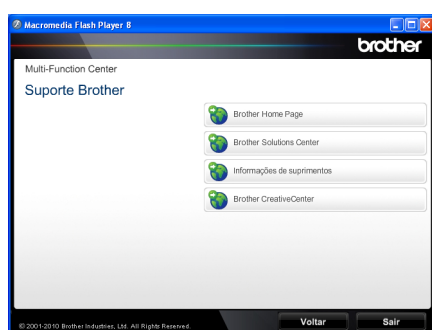 Macromedia Flash Player 8
brother
Multi-Function Center
Suporte Brother
Brother Home Page
Brother Solutions Center
Informações de suprimentos
Brother CreativeCenter
© 2001-2010 Brother Industries, Ltd. All Rights Reserved.
Voltar
Sair